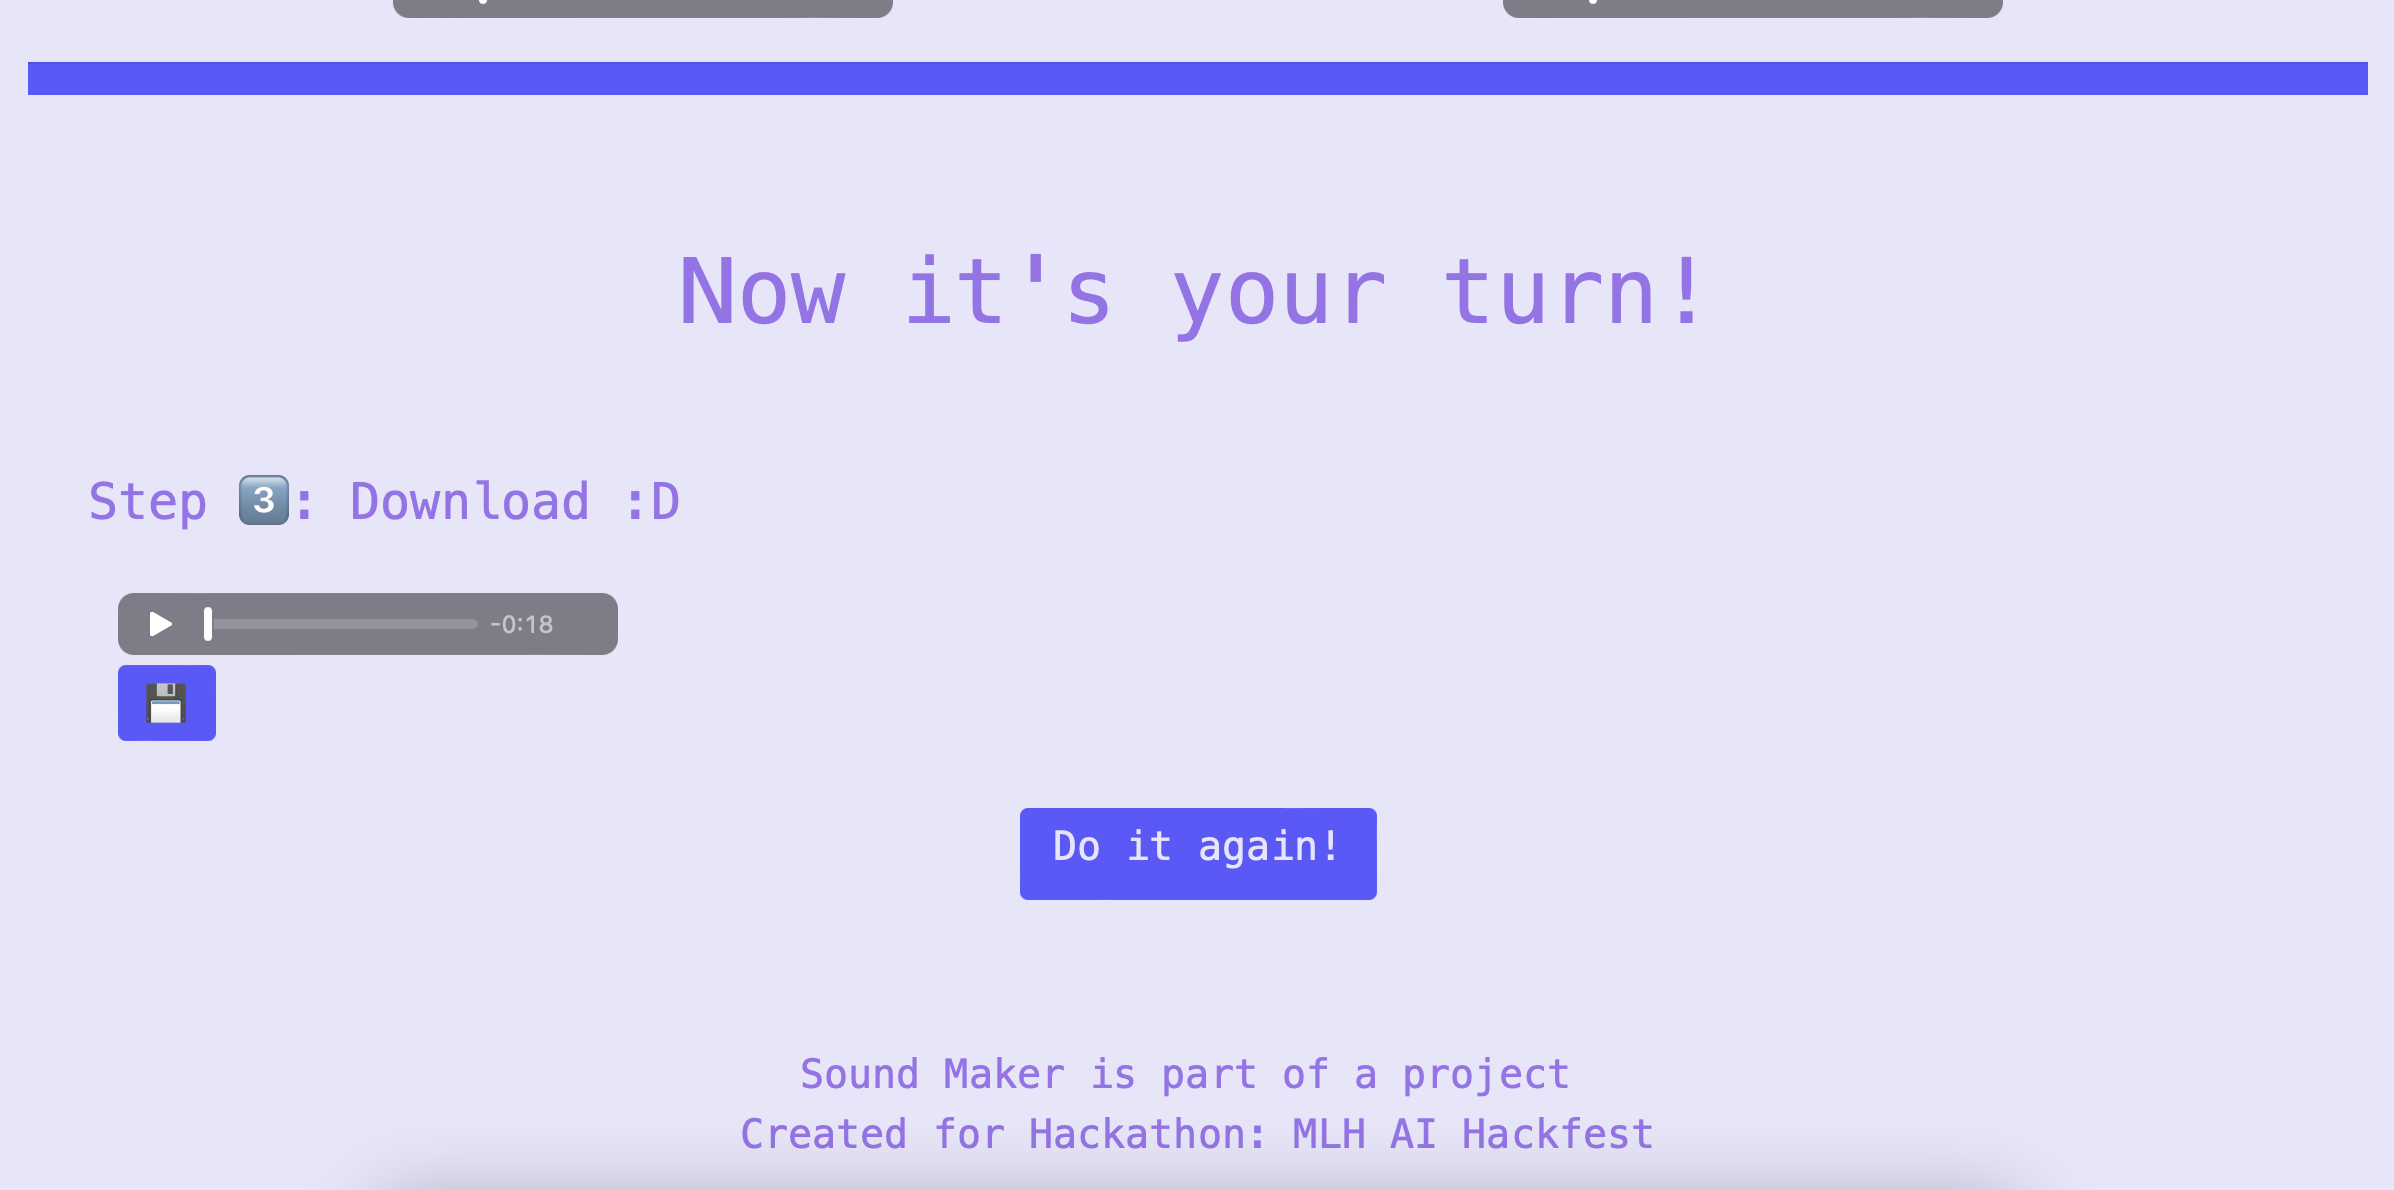 Now it's your turn!
Step 3️⃣: Download :D
-0:18
Do it again!
Sound Maker is part of a project
Created for Hackathon: MLH AI Hackfest